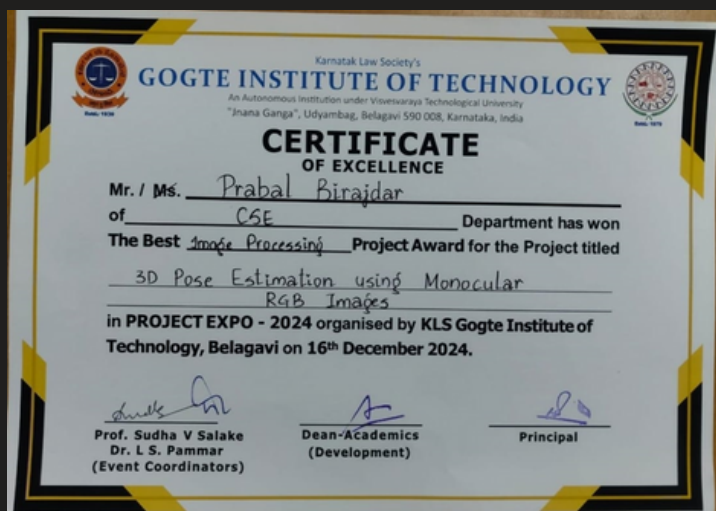 Karnatak Law Society's
GOGTE INSTITUTE OF TECHNOLOGY
An Autonomous Institution under Visvesvaraya Technological University
"Jnana Ganga", Udyambag, Belagavi 590 008, Karnataka, India
CERTIFICATE
OF EXCELLENCE
Mr. / Ms. Prabal Birajdar
of CSE Department has won
The Best Image Processing Project Award for the Project titled
3D Pose Estimation using Monocular
RGB Images
in PROJECT EXPO - 2024 organised by KLS Gogte Institute of
Technology, Belagavi on 16th December 2024.
Prof. Sudha V Salake
Dr. L S. Pammar
(Event Coordinators)
Dean-Academics
(Development)
Principal